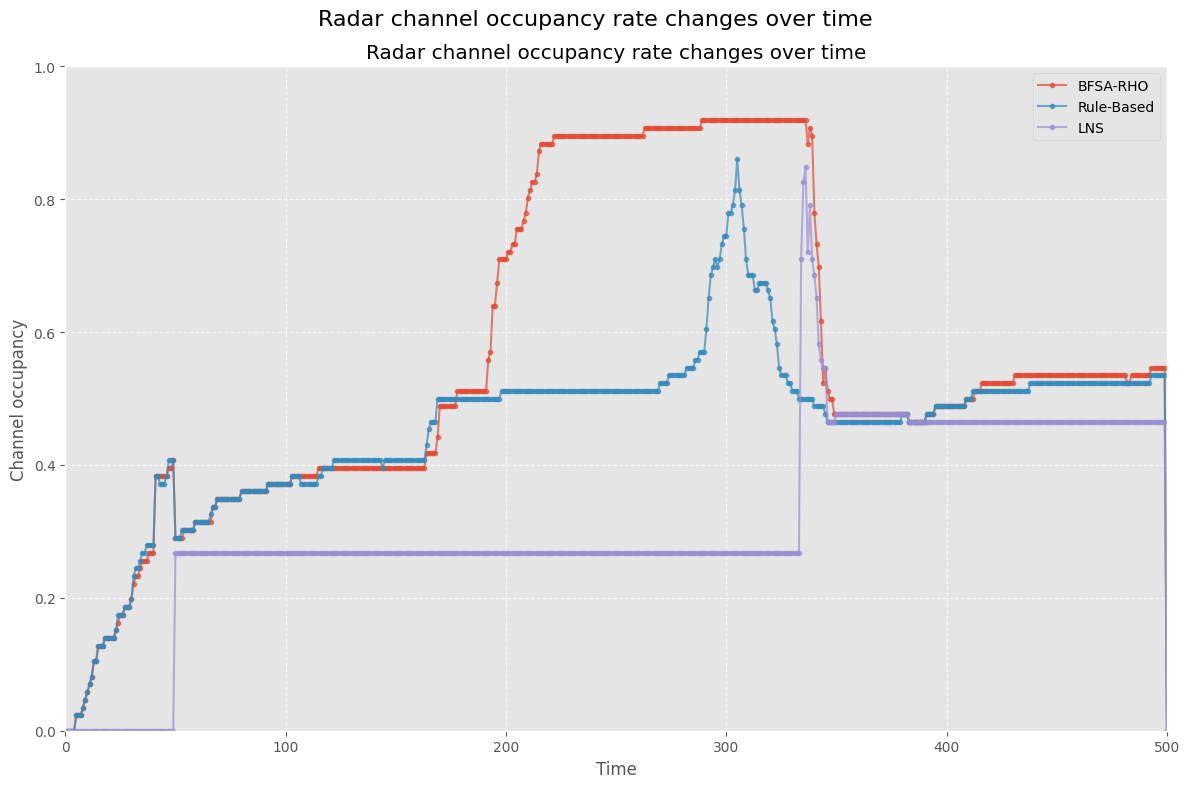 Radar channel occupancy rate changes over time
Radar channel occupancy rate changes over time
1.0
0.8
0.6
0.4
0.2
0.0
Channel occupancy
BFSA-RHO
Rule-Based
LNS
0 100 200 300 400 500
Time